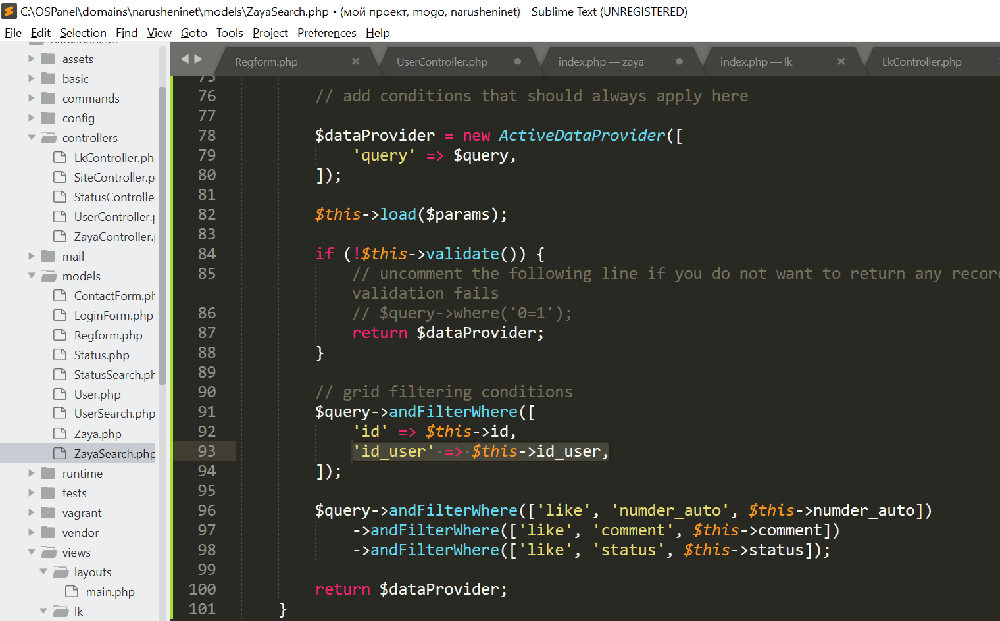 C:\OSPanel\domains\narusheninet\models\ZayaSearch.php • (мой проект, mogo, narusheninet) - Sublime Text (UNREGISTERED)
File Edit Selection Find View Goto Tools Project Preferences Help
narusheninet
assets
basic
commands
config
controllers
LkController.php
SiteController.p
StatusController
UserController.p
ZayaController.p
mail
models
ContactForm.ph
LoginForm.php
Regform.php
Status.php
StatusSearch.ph
User.php
UserSearch.php
Zaya.php
ZayaSearch.php
runtime
tests
vagrant
vendor
views
layouts
main.php
lk
Regform.php UserController.php index.php — zaya index.php — lk LkController.php
75
76 // add conditions that should always apply here
77
78 $dataProvider = new ActiveDataProvider([
79 'query' => $query,
80 ]);
81
82 $this->load($params);
83
84 if (!$this->validate()) {
85 // uncomment the following line if you do not want to return any recor
validation fails
86 // $query->where('0=1');
87 return $dataProvider;
88 }
89
90 // grid filtering conditions
91 $query->andFilterWhere([
92 'id' => $this->id,
93 'id_user' => $this->id_user,
94 ]);
95
96 $query->andFilterWhere(['like', 'numder_auto', $this->numder_auto])
97 ->andFilterWhere(['like', 'comment', $this->comment])
98 ->andFilterWhere(['like', 'status', $this->status]);
99
100 return $dataProvider;
101 }